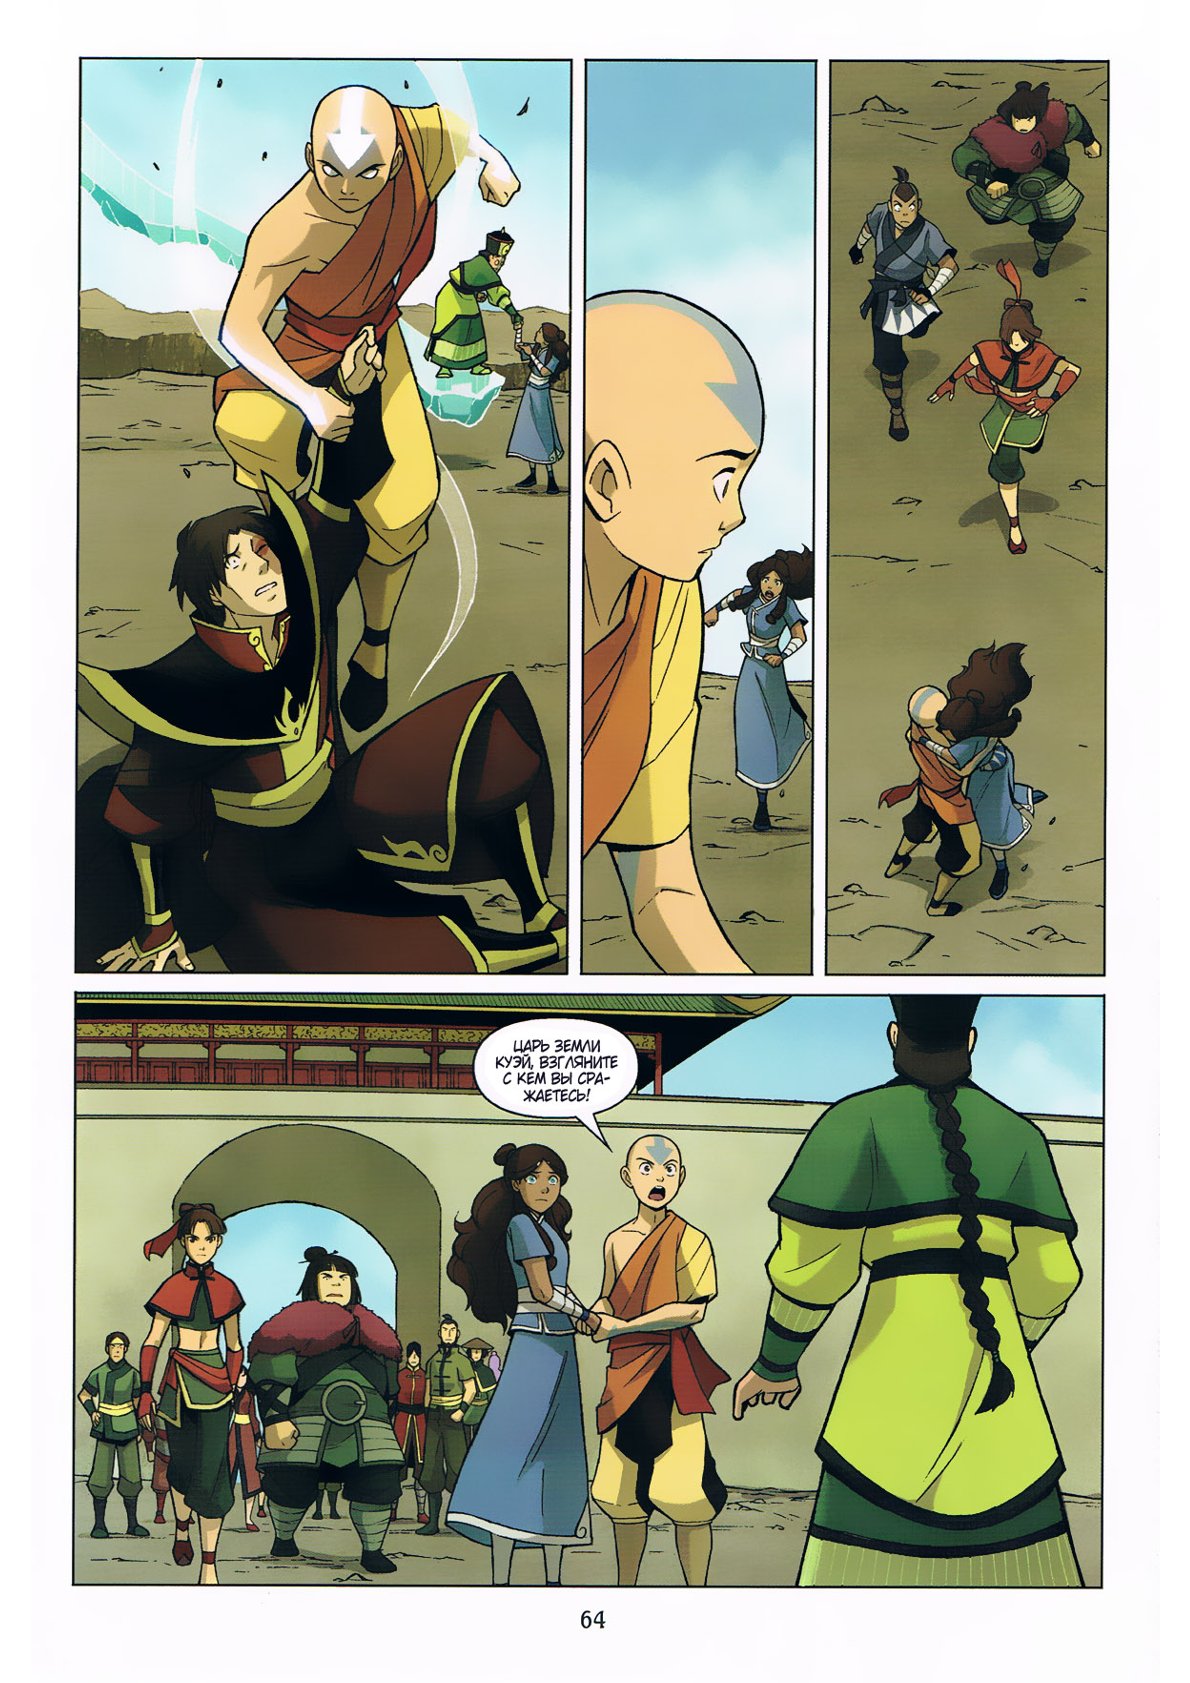 ЦАРЬ ЗЕМЛИ
КУЭЙ, ВЗГЛЯНИТЕ
С КЕМ ВЫ СРА-
ЖАЕТЕСЬ!
64